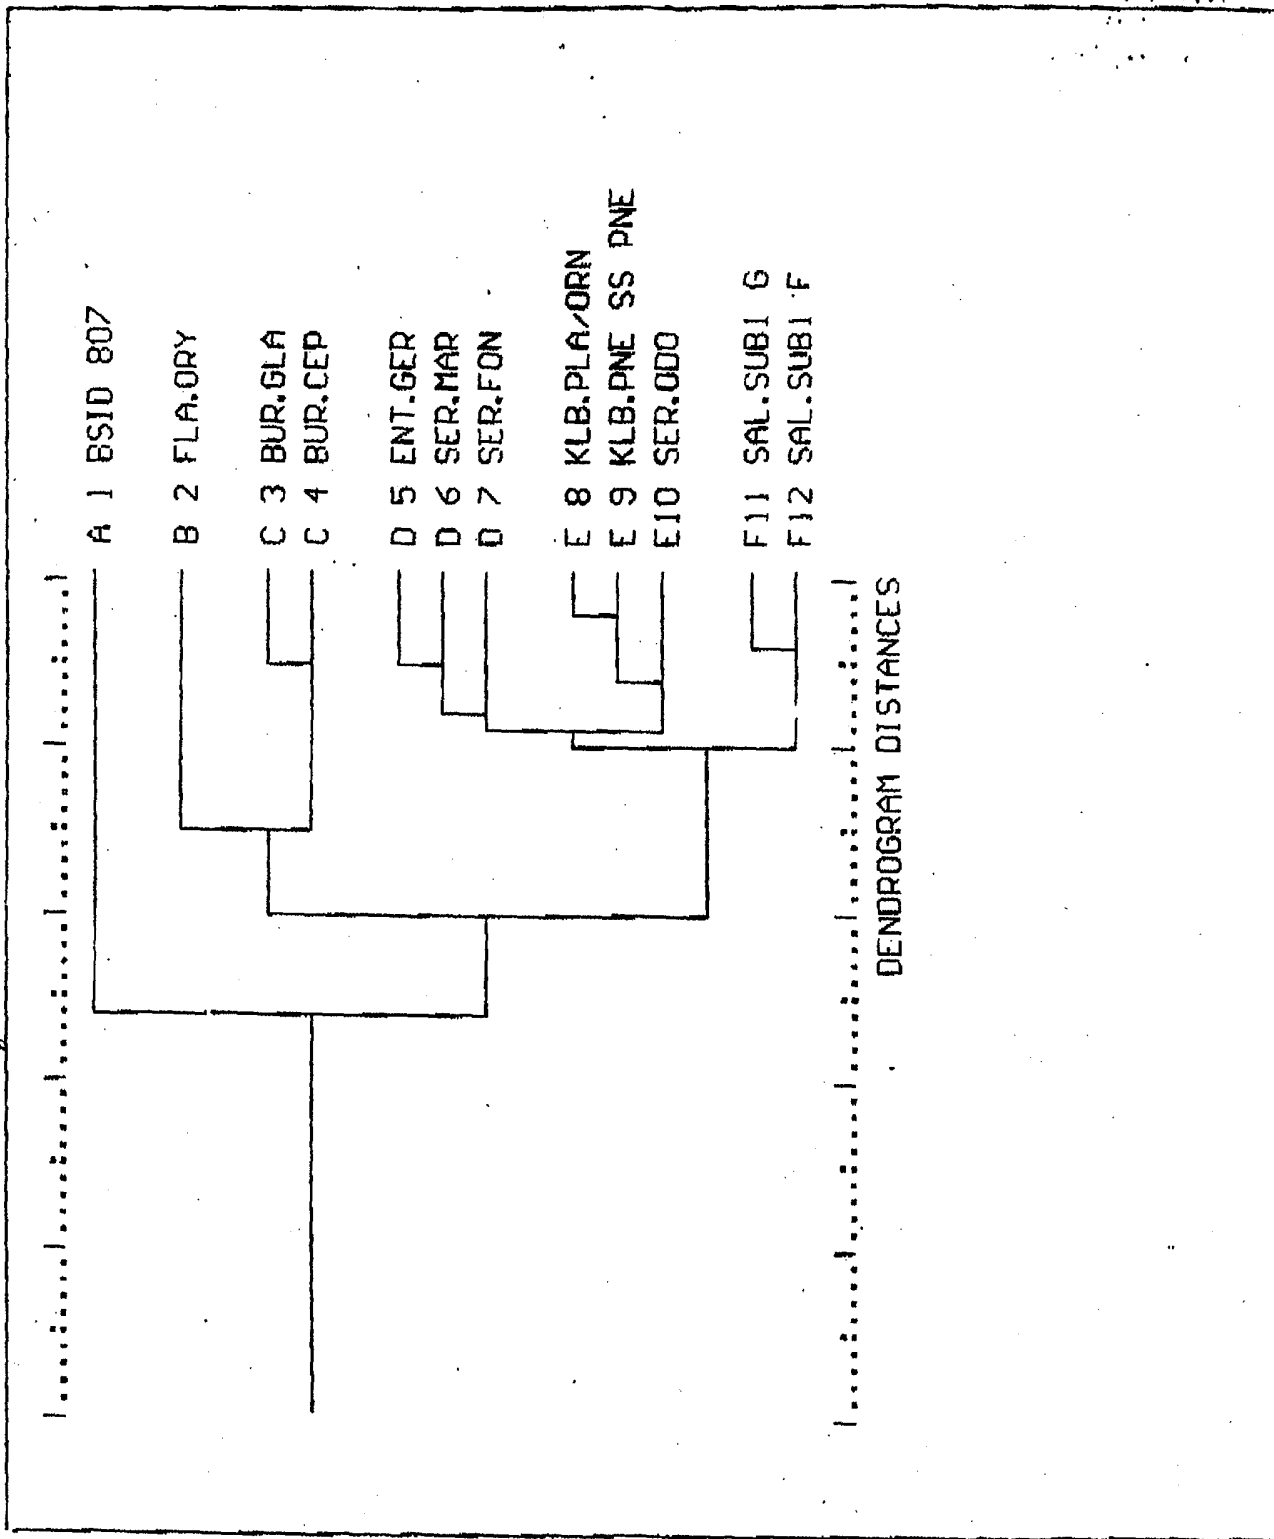 A 1 BSID 807
B 2 FLA.ORY
C 3 BUR.GLA
C 4 BUR.CEP
D 5 ENT.GER
D 6 SER.MAR
D 7 SER.FON
E 8 KLB.PLA/ORN
E 9 KLB.PNE SS PNE
E10 SER.ODO
F11 SAL.SUB1 G
F12 SAL.SUB1 F
DENDROGRAM DISTANCES